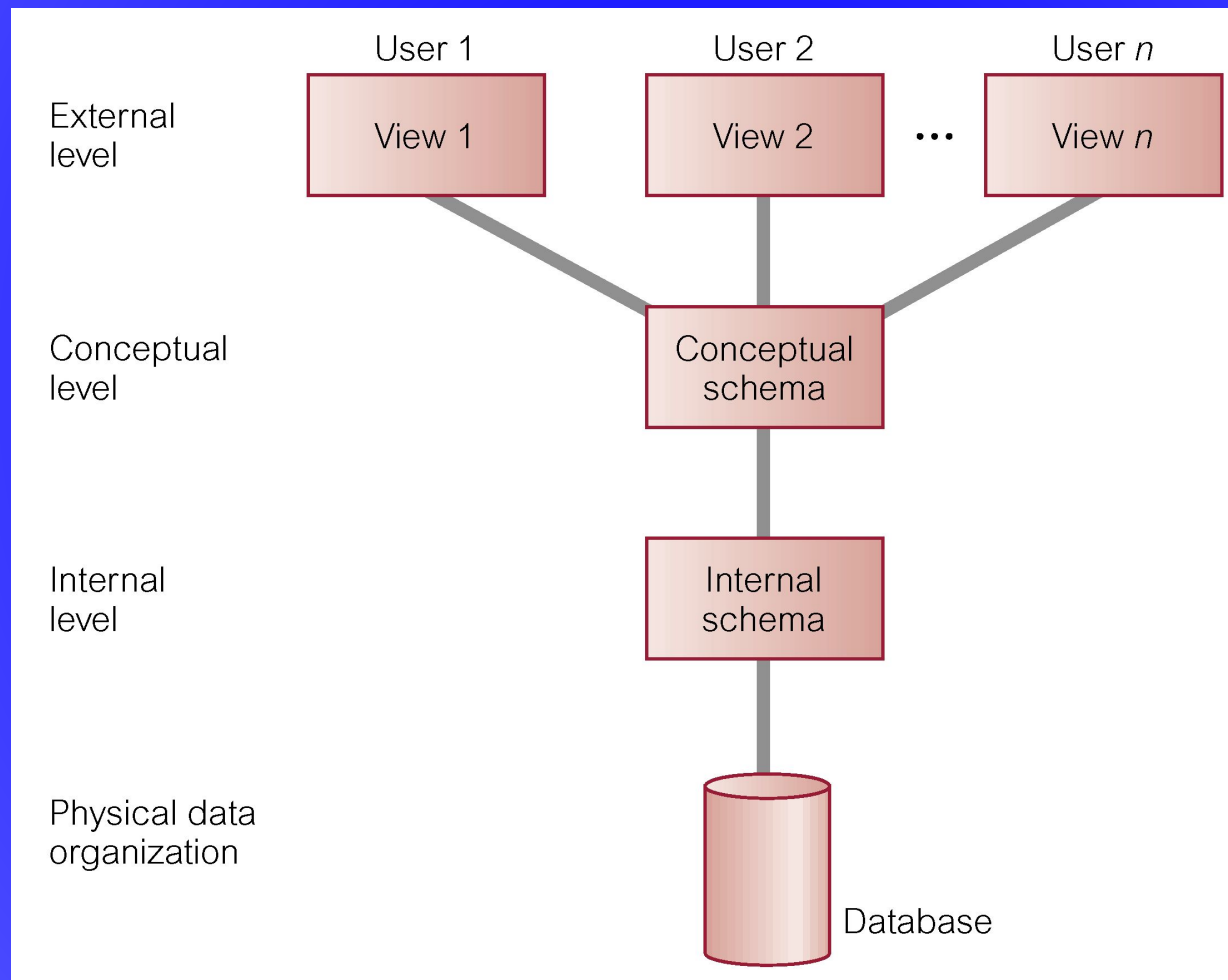 User 1
User 2
User n
External
level
View 1
View 2
...
View n
Conceptual
level
Conceptual
schema
Internal
level
Internal
schema
Physical data
organization
Database